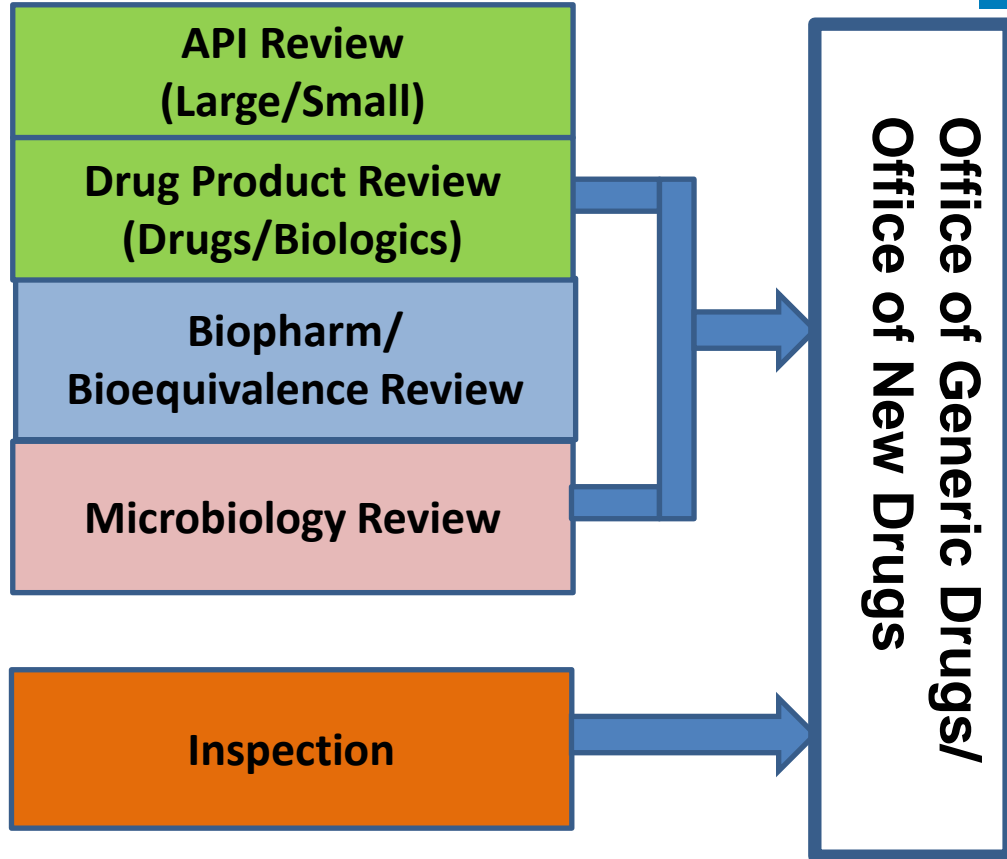 API Review
(Large/Small)
Drug Product Review
(Drugs/Biologics)
Biopharm/
Bioequivalence Review
Microbiology Review
Inspection
Office of Generic Drugs/
Office of New Drugs